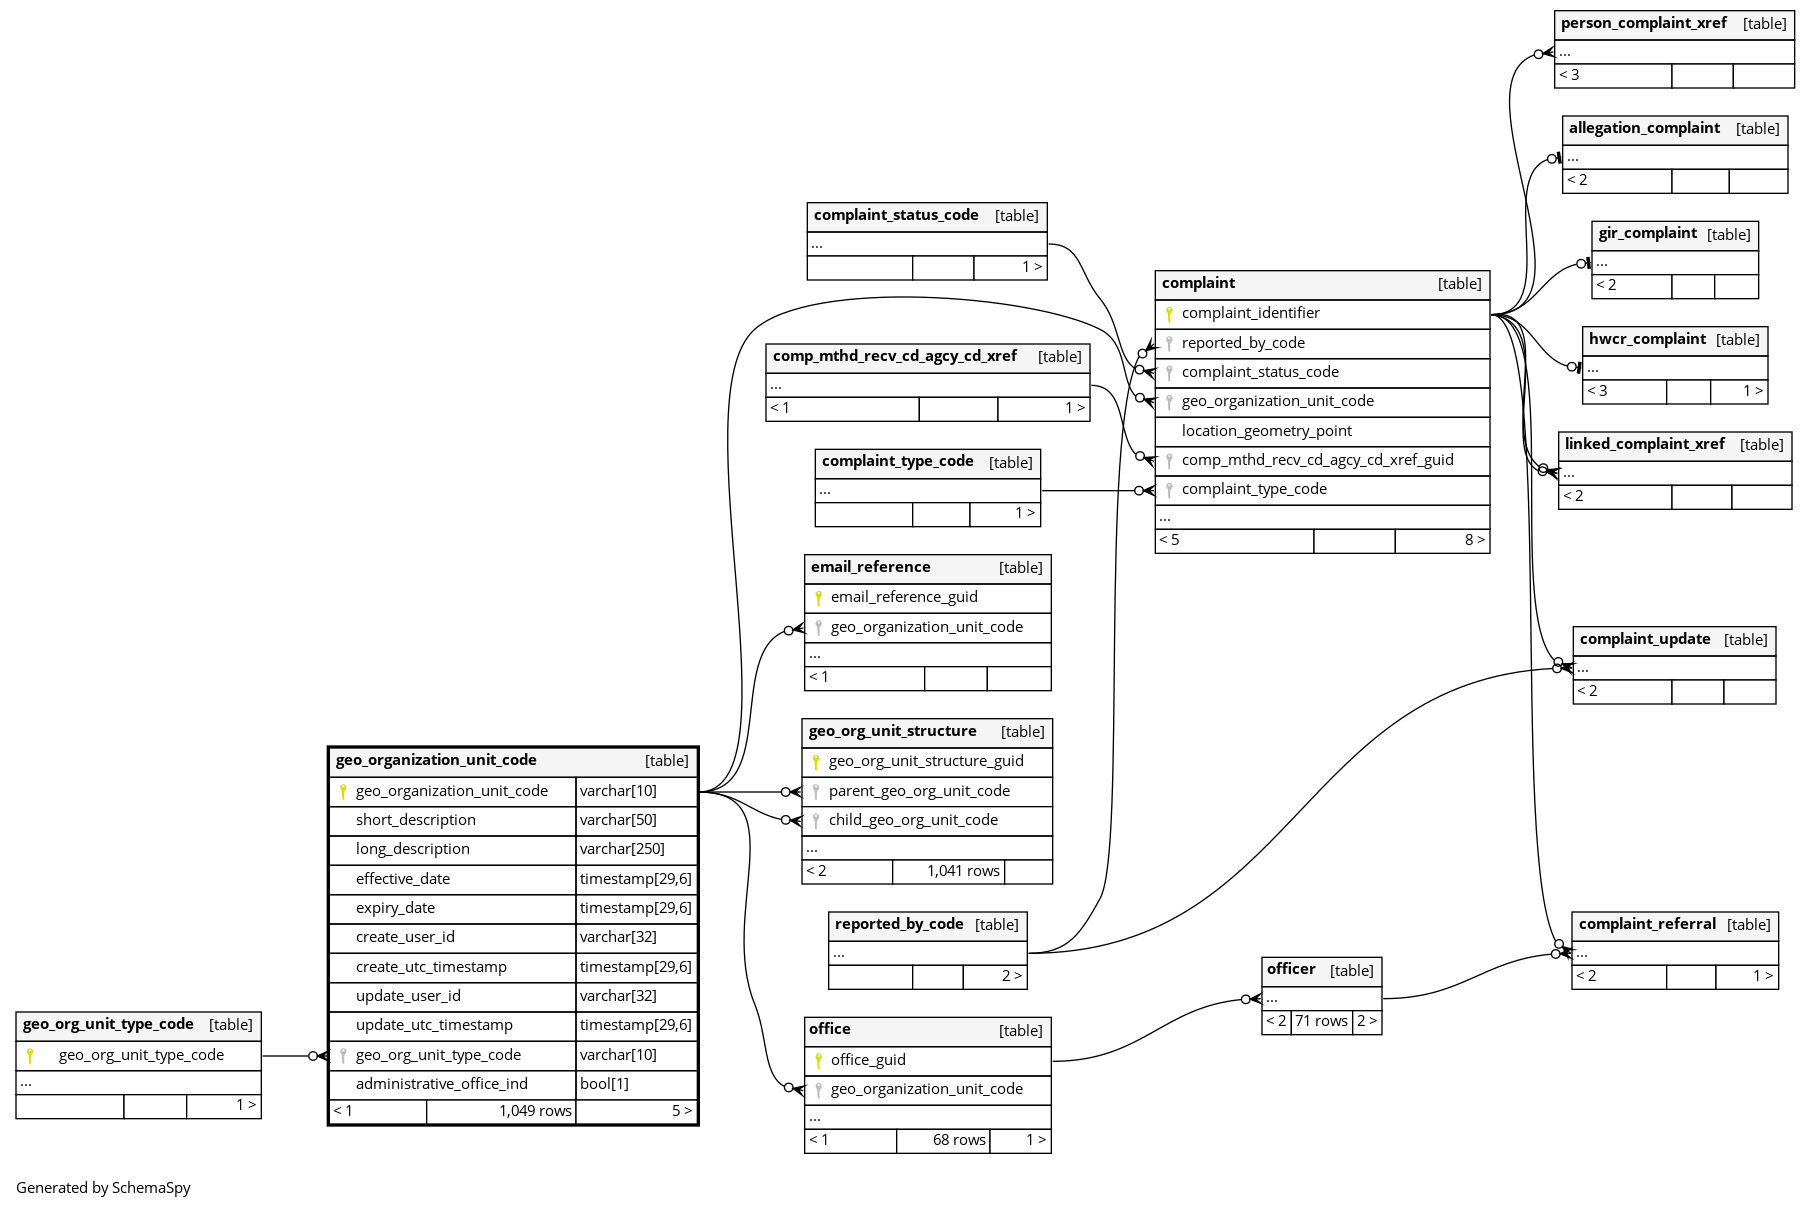 person_complaint_xref [table]
...
< 3
allegation_complaint [table]
...
< 2
gir_complaint [table]
...
< 2
hwcr_complaint [table]
...
< 3 1 >
linked_complaint_xref [table]
...
< 2
complaint_update [table]
...
< 2
complaint_referral [table]
...
< 2 1 >
complaint [table]
complaint_identifier
reported_by_code
complaint_status_code
geo_organization_unit_code
location_geometry_point
comp_mthd_recv_cd_agcy_cd_xref_guid
complaint_type_code
...
< 5 8 >
officer [table]
...
< 2 71 rows 2 >
complaint_status_code [table]
...
1 >
comp_mthd_recv_cd_agcy_cd_xref [table]
...
< 1 1 >
complaint_type_code [table]
...
1 >
email_reference [table]
email_reference_guid
geo_organization_unit_code
...
< 1
geo_org_unit_structure [table]
geo_org_unit_structure_guid
parent_geo_org_unit_code
child_geo_org_unit_code
...
< 2 1,041 rows
reported_by_code [table]
...
2 >
office [table]
office_guid
geo_organization_unit_code
...
< 1 68 rows 1 >
geo_organization_unit_code [table]
geo_organization_unit_code varchar[10]
short_description varchar[50]
long_description varchar[250]
effective_date timestamp[29,6]
expiry_date timestamp[29,6]
create_user_id varchar[32]
create_utc_timestamp timestamp[29,6]
update_user_id varchar[32]
update_utc_timestamp timestamp[29,6]
geo_org_unit_type_code varchar[10]
administrative_office_ind bool[1]
< 1 1,049 rows 5 >
geo_org_unit_type_code [table]
geo_org_unit_type_code
...
1 >
Generated by SchemaSpy